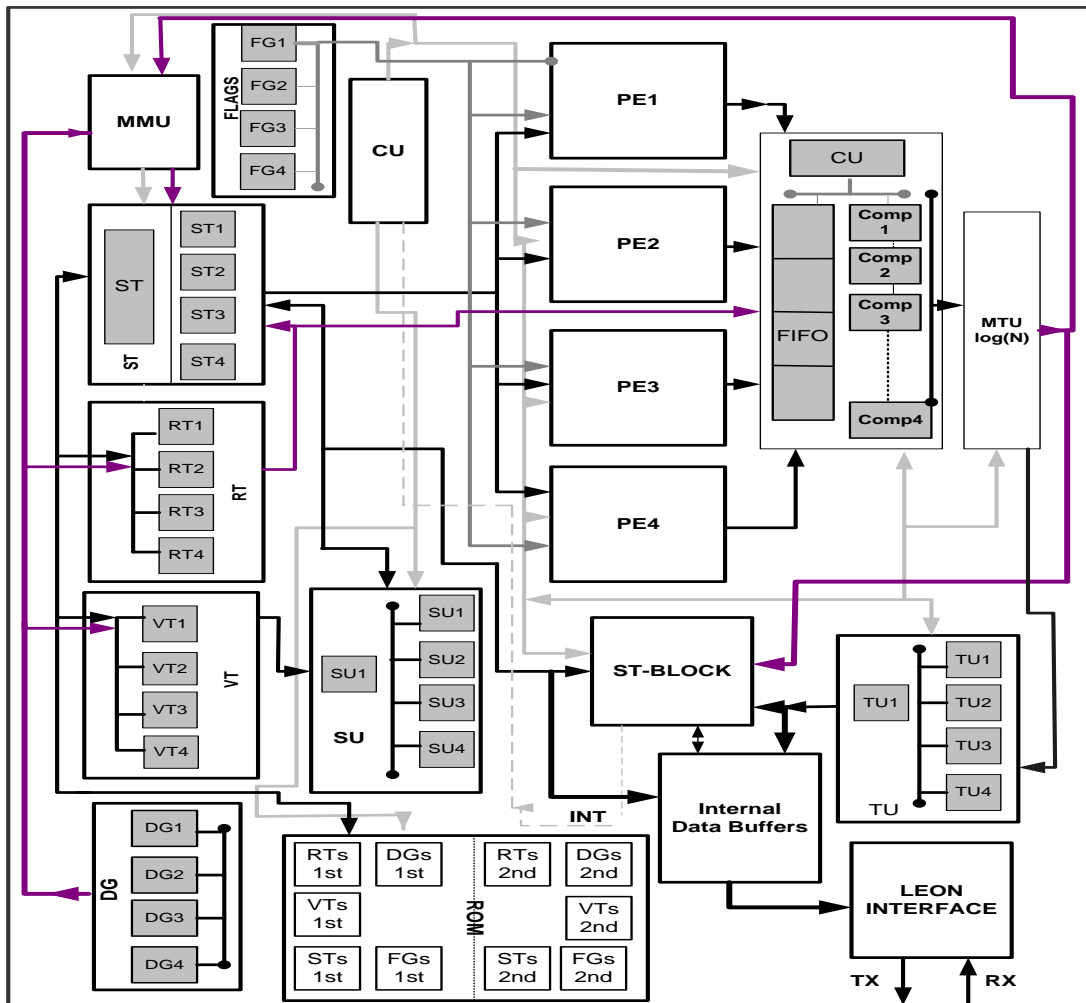 FG1
FG2
FG3
FG4
FLAGS
MMU
CU
PE1
PE2
PE3
PE4
CU
FIFO
Comp
1
Comp
2
Comp
3
Comp4
MTU
log(N)
ST
ST
ST1
ST2
ST3
ST4
RT1
RT2
RT3
RT4
RT
VT1
VT2
VT3
VT4
VT
SU1
SU
SU1
SU2
SU3
SU4
ST-BLOCK
TU1
TU
TU1
TU2
TU3
TU4
INT
Internal
Data Buffers
DG
DG1
DG2
DG3
DG4
RTs
1st
DGs
1st
VTs
1st
STs
1st
FGs
1st
ROM
RTs
2nd
DGs
2nd
VTs
2nd
STs
2nd
FGs
2nd
LEON
INTERFACE
TX
RX